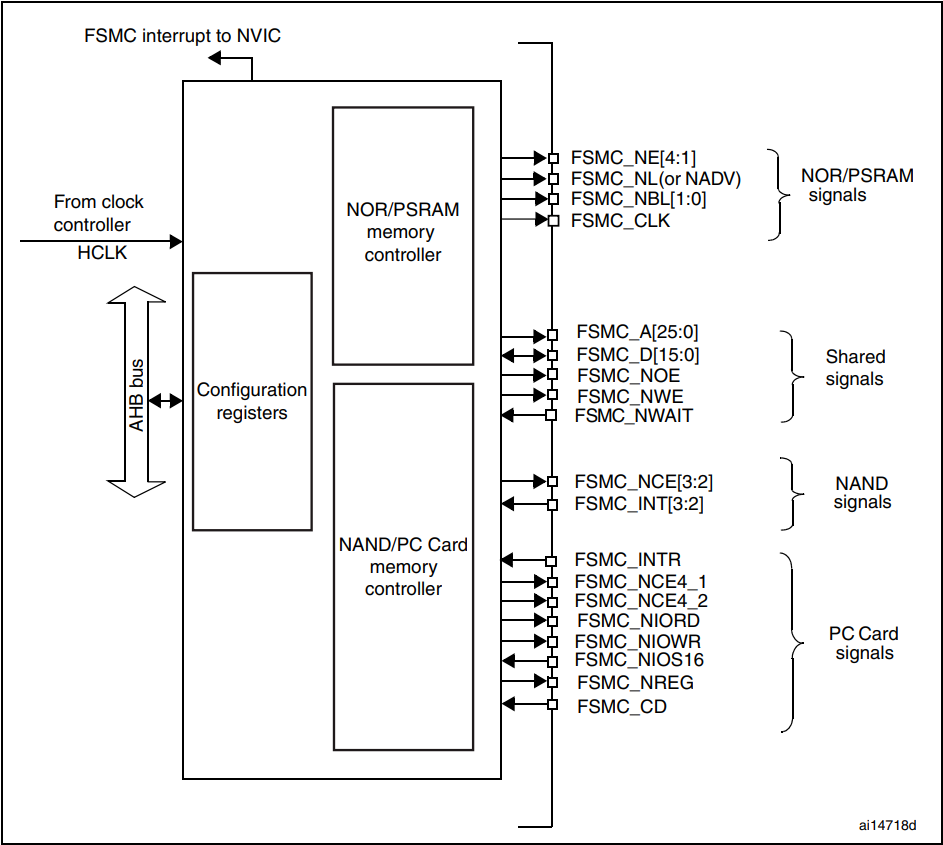 FSMC interrupt to NVIC
From clock
controller
HCLK
AHB bus
Configuration
registers
NOR/PSRAM
memory
controller
NAND/PC Card
memory
controller
FSMC_NE[4:1]
FSMC_NL(or NADV)
FSMC_NBL[1:0]
FSMC_CLK
NOR/PSRAM
signals
FSMC_A[25:0]
FSMC_D[15:0]
FSMC_NOE
FSMC_NWE
FSMC_NWAIT
Shared
signals
FSMC_NCE[3:2]
FSMC_INT[3:2]
NAND
signals
FSMC_INTR
FSMC_NCE4_1
FSMC_NCE4_2
FSMC_NIORD
FSMC_NIOWR
FSMC_NIOS16
FSMC_NREG
FSMC_CD
PC Card
signals
ai14718d